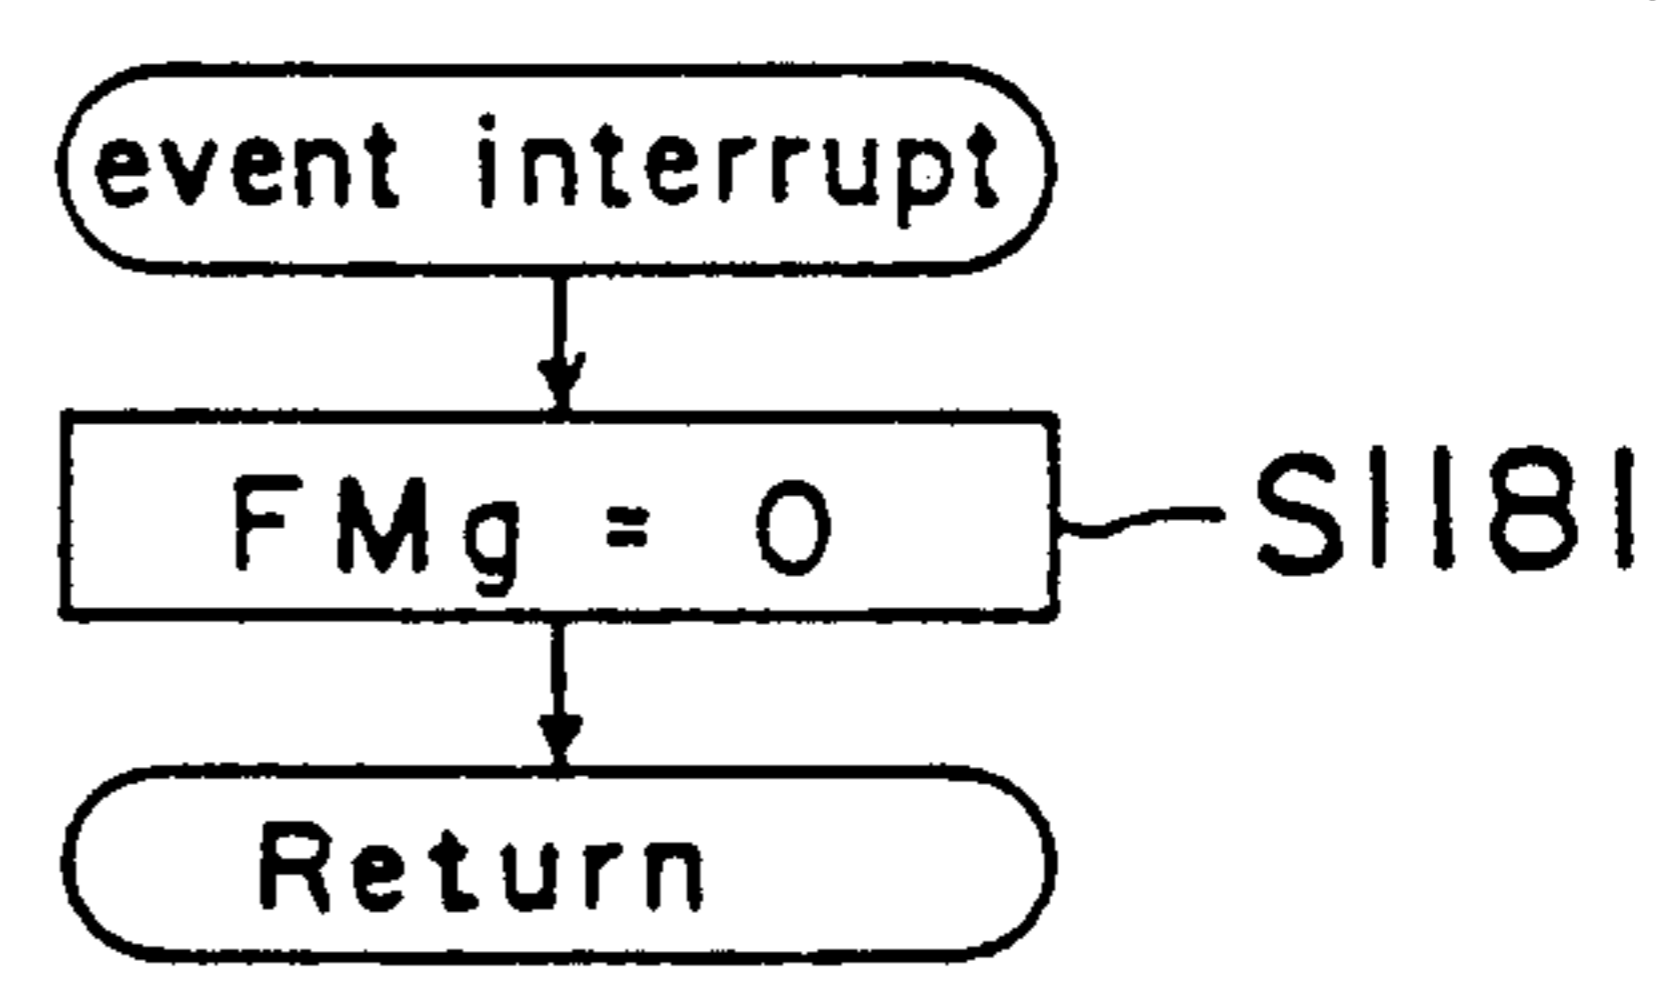 event interrupt
FMg = 0
S1181
Return